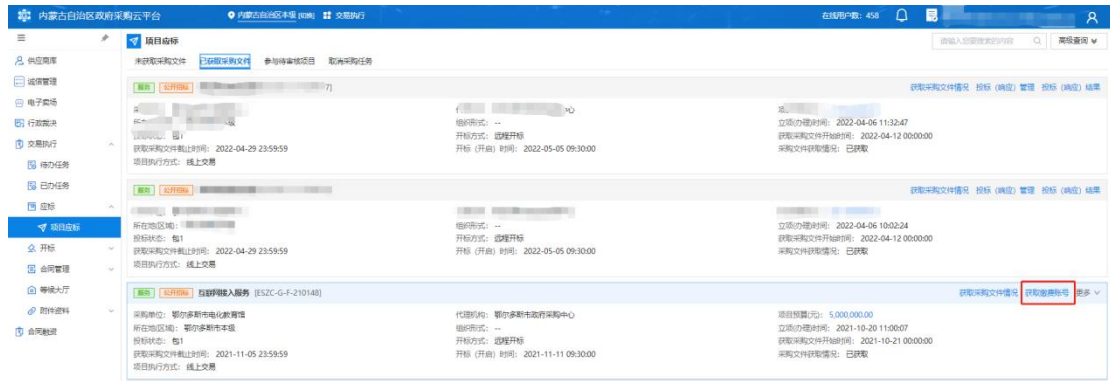 内蒙古自治区政府采购云平台
内蒙古自治区本级 [切换] 交易执行
在线用户数: 458
供应商库
诚信管理
电子卖场
行政裁决
交易执行
待办任务
已办任务
应标
项目应标
开标
合同管理
等候大厅
附件资料
合同融资
项目应标
请输入您要搜索的内容 高级查询
未获取采购文件 已获取采购文件 参与待审核项目 取消采购任务
服务 公开招标 7]
获取采购文件情况 投标 (响应) 管理 投标 (响应) 结果
组织形式: -- 立项(办理)时间: 2022-04-06 11:32:47
包1 开标方式: 远程开标 获取采购文件开始时间: 2022-04-12 00:00:00
获取采购文件截止时间: 2022-04-29 23:59:59 开标 (开启) 时间: 2022-05-05 09:30:00 采购文件获取情况: 已获取
项目执行方式: 线上交易
服务 公开招标
获取采购文件情况 投标 (响应) 管理 投标 (响应) 结果
所在地(区域): 组织形式: -- 立项(办理)时间: 2022-04-06 10:02:24
投标状态: 包1 开标方式: 远程开标 获取采购文件开始时间: 2022-04-12 00:00:00
获取采购文件截止时间: 2022-04-29 23:59:59 开标 (开启) 时间: 2022-05-05 09:30:00 采购文件获取情况: 已获取
项目执行方式: 线上交易
服务 公开招标 互联网接入服务 [ESZC-G-F-210148]
获取采购文件情况 获取缴费账号 更多
采购单位: 鄂尔多斯市电化教育馆 代理机构: 鄂尔多斯市政府采购中心 项目预算(元): 5,000,000.00
所在地(区域): 鄂尔多斯市本级 组织形式: -- 立项(办理)时间: 2021-10-20 11:00:07
投标状态: 包1 开标方式: 远程开标 获取采购文件开始时间: 2021-10-21 00:00:00
获取采购文件截止时间: 2021-11-05 23:59:59 开标 (开启) 时间: 2021-11-11 09:30:00 采购文件获取情况: 已获取
项目执行方式: 线上交易